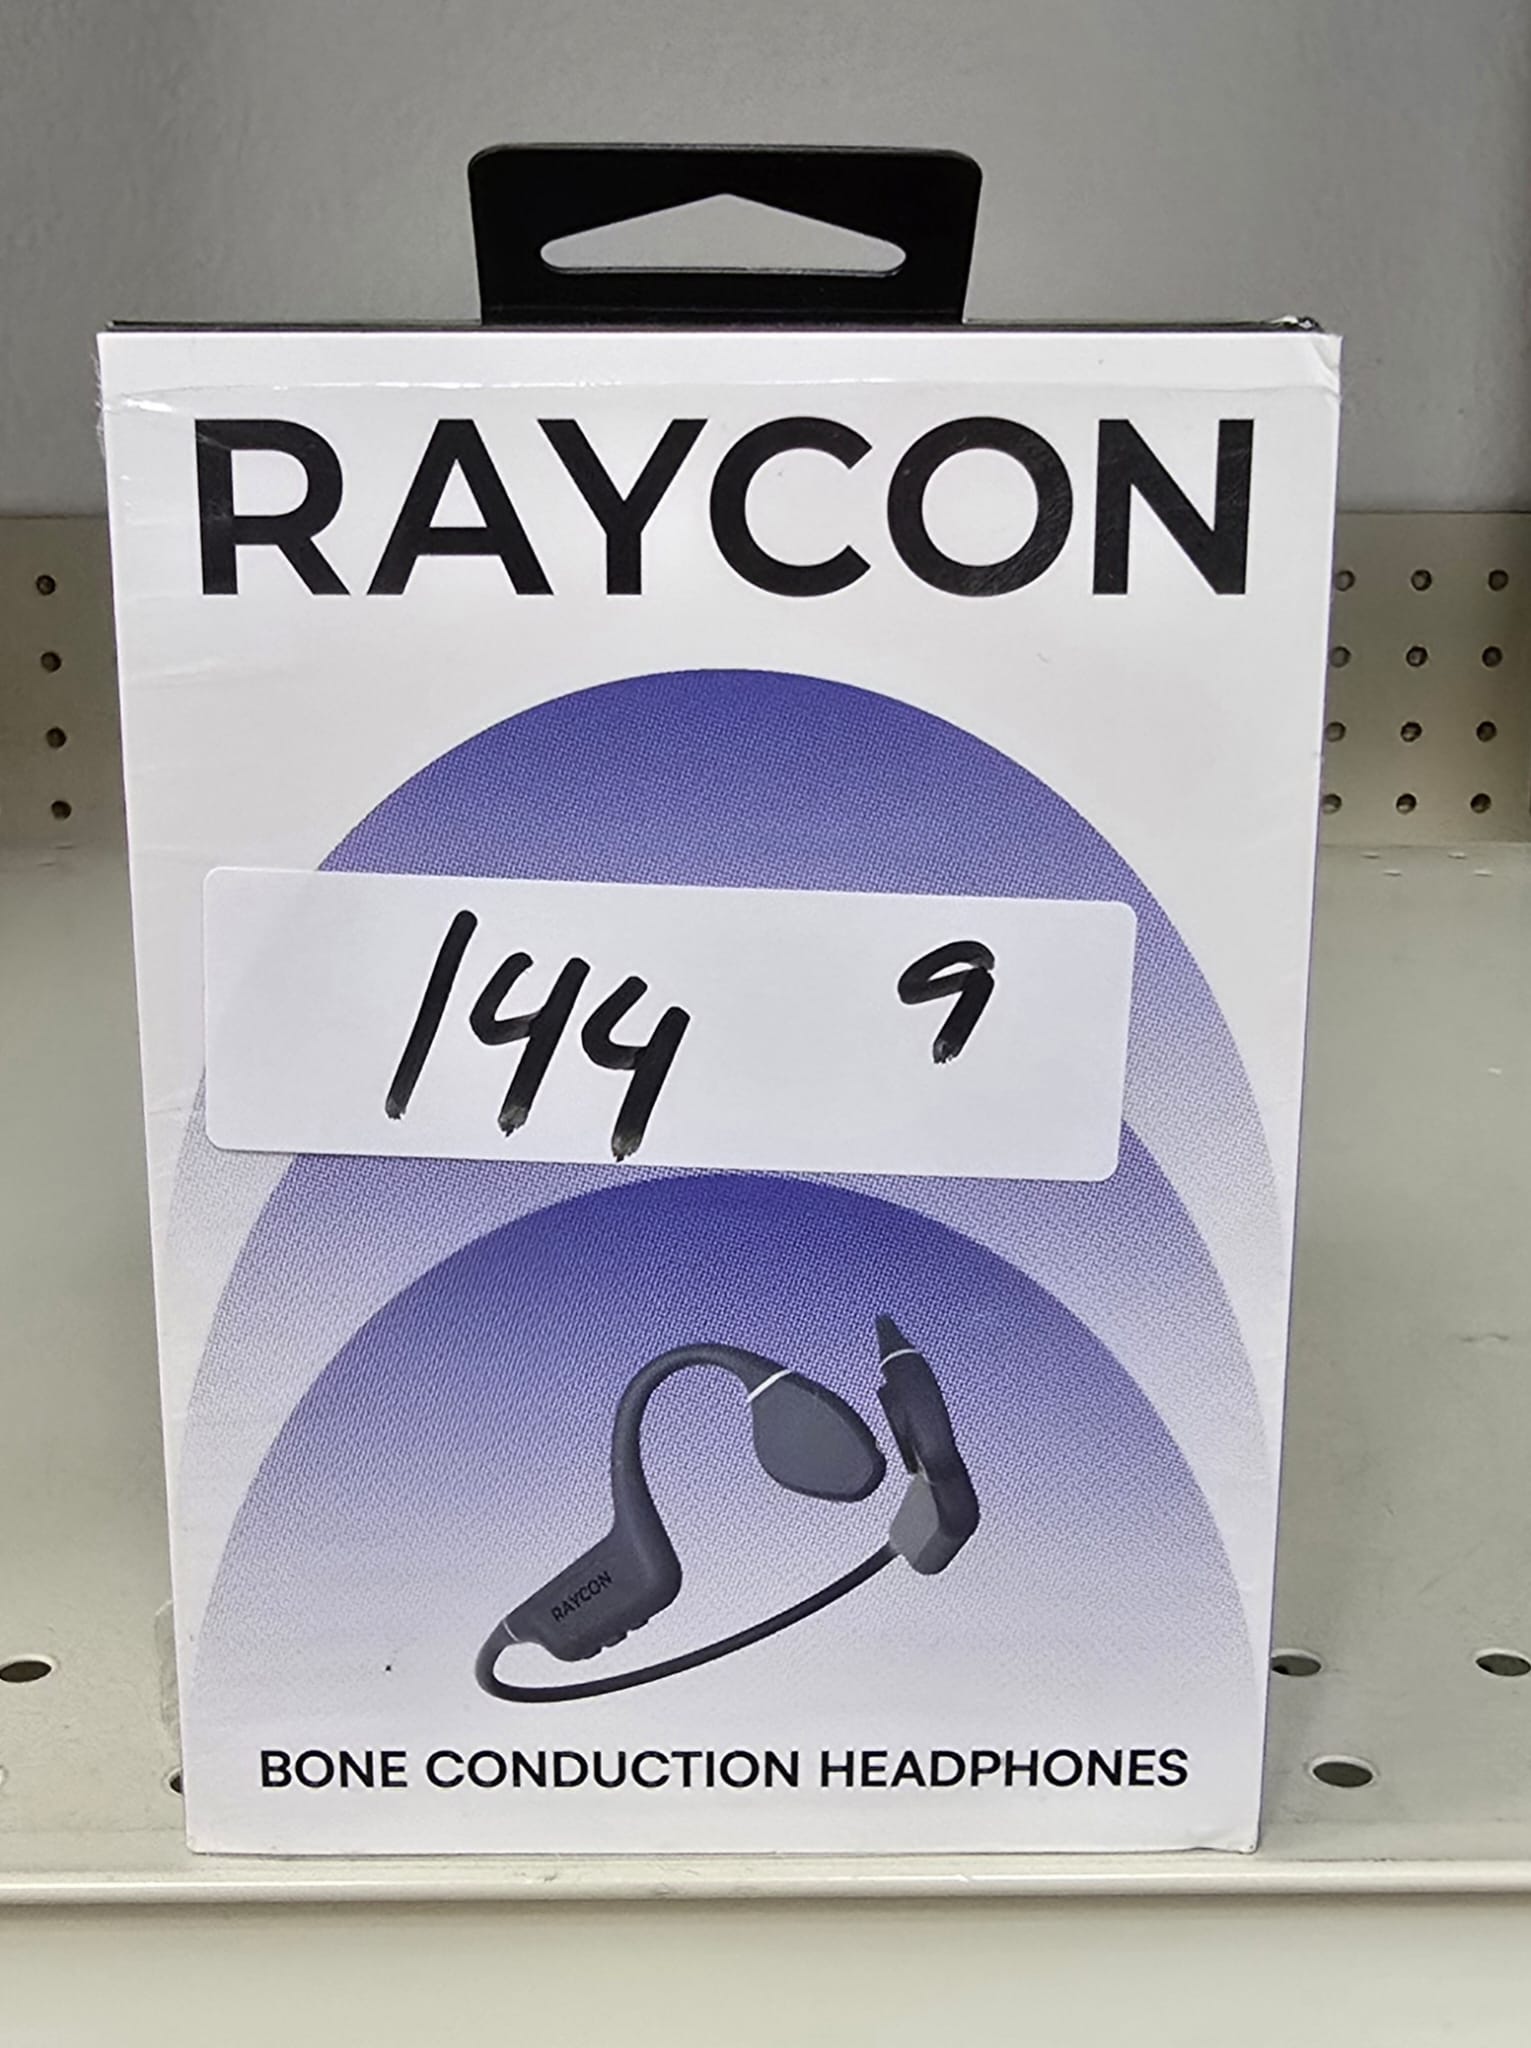 RAYCON
144 9
RAYCON
BONE CONDUCTION HEADPHONES